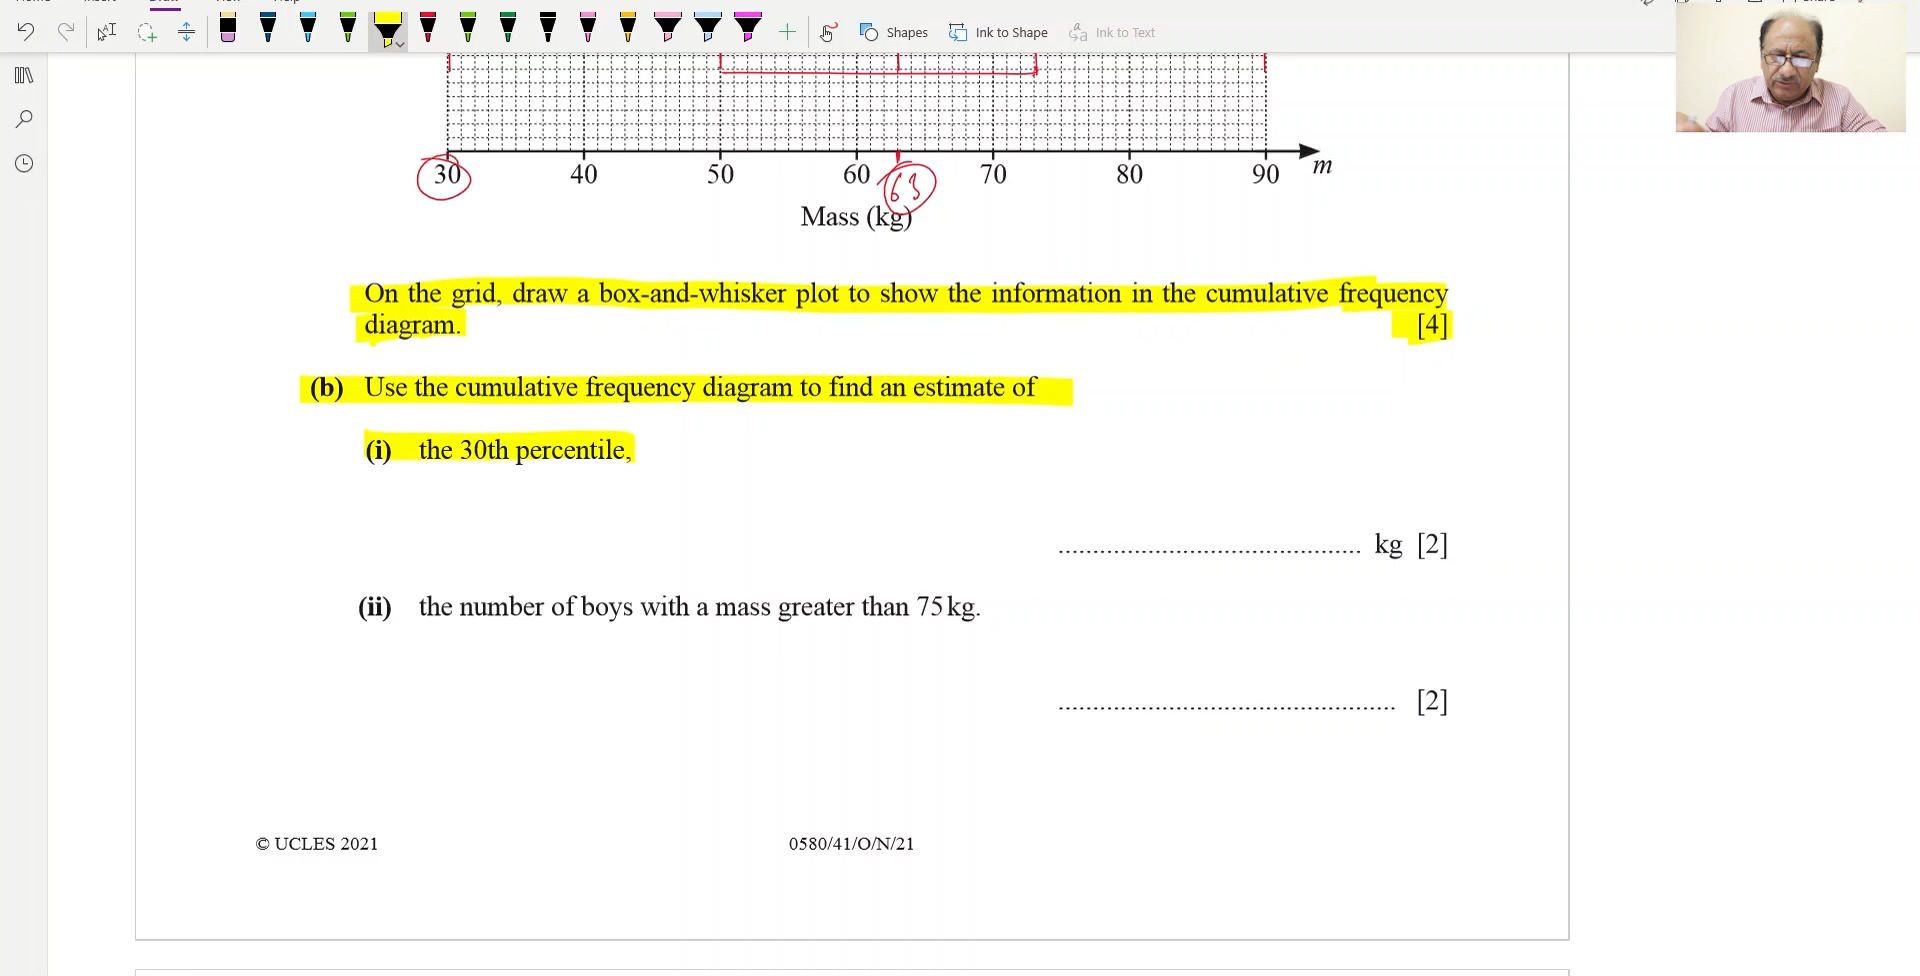 Shapes Ink to Shape Ink to Text
30 40 50 60 63 70 80 90 m
Mass (kg)
On the grid, draw a box-and-whisker plot to show the information in the cumulative frequency
diagram. [4]
(b) Use the cumulative frequency diagram to find an estimate of
(i) the 30th percentile,
.......................................... kg [2]
(ii) the number of boys with a mass greater than 75 kg.
.............................................. [2]
© UCLES 2021 0580/41/O/N/21